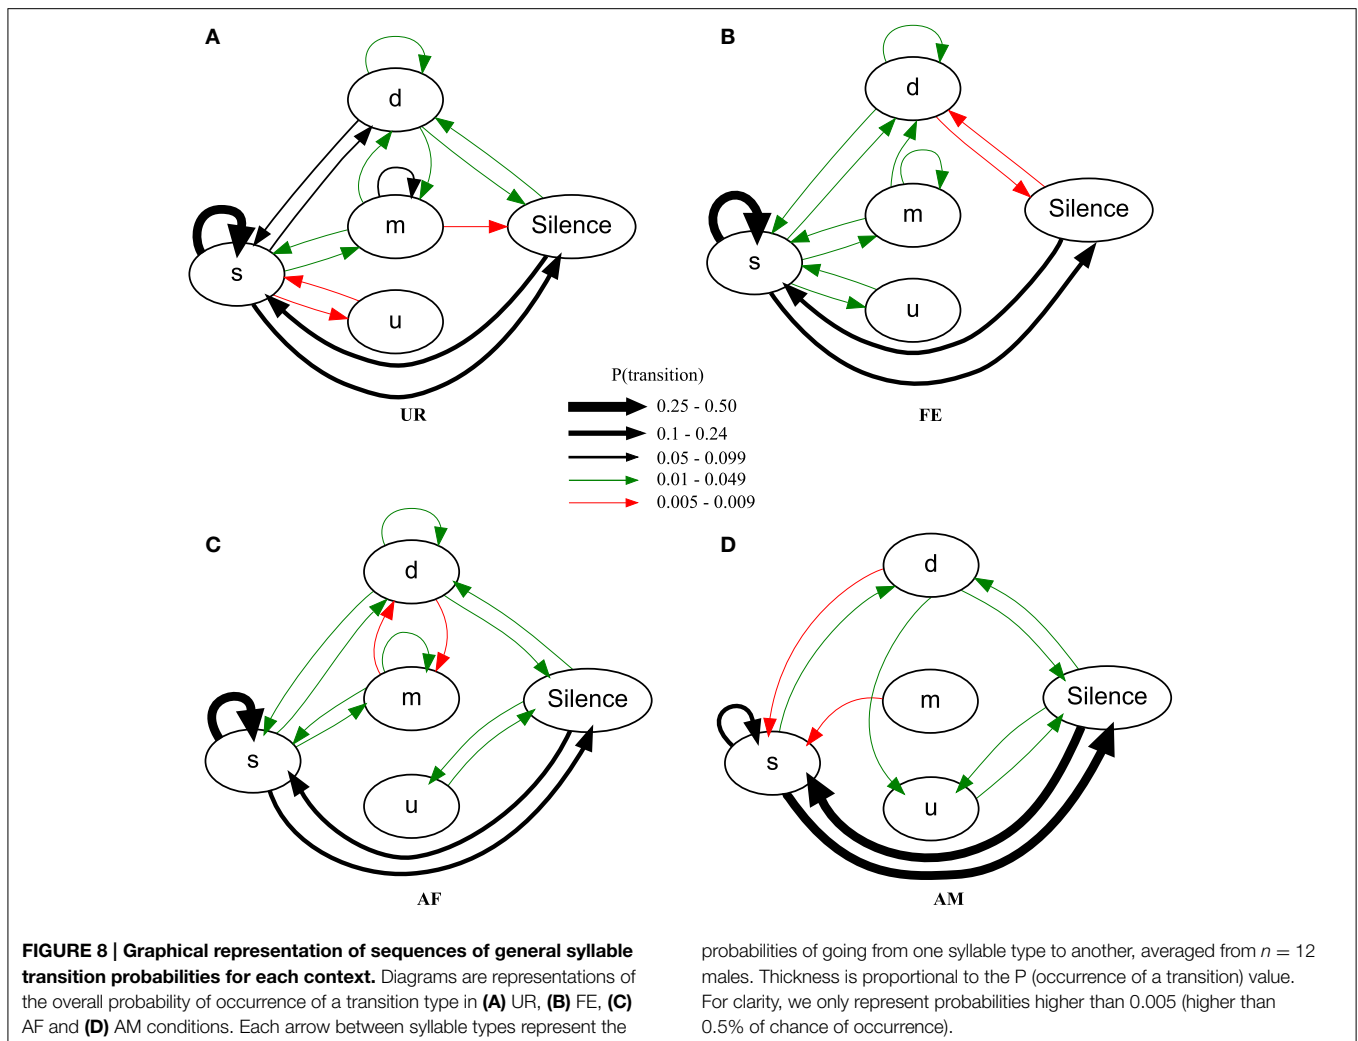 A
d
m
Silence
s
u
UR
B
d
m
Silence
s
u
FE
P(transition)
0.25 - 0.50
0.1 - 0.24
0.05 - 0.099
0.01 - 0.049
0.005 - 0.009
C
d
m
Silence
s
u
AF
D
d
m
Silence
s
u
AM
FIGURE 8 | Graphical representation of sequences of general syllable
transition probabilities for each context. Diagrams are representations of
the overall probability of occurrence of a transition type in (A) UR, (B) FE, (C)
AF and (D) AM conditions. Each arrow between syllable types represent the
probabilities of going from one syllable type to another, averaged from n = 12
males. Thickness is proportional to the P (occurrence of a transition) value.
For clarity, we only represent probabilities higher than 0.005 (higher than
0.5% of chance of occurrence).